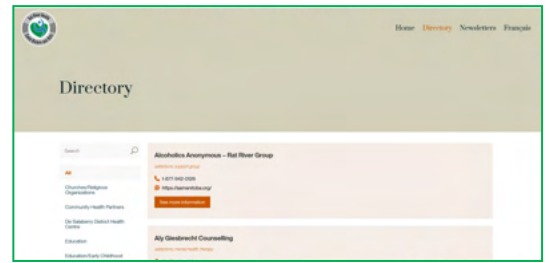 Home Directory Newsletters Français
Directory
Search
All
Churches/Religious
Organizations
Community Health Partners
De Salaberry District Health
Centre
Education
Education/Early Childhood
Alcoholics Anonymous – Rat River Group
1-877-942-0126
https://aamanitoba.org/
See more information
Aly Giesbrecht Counselling